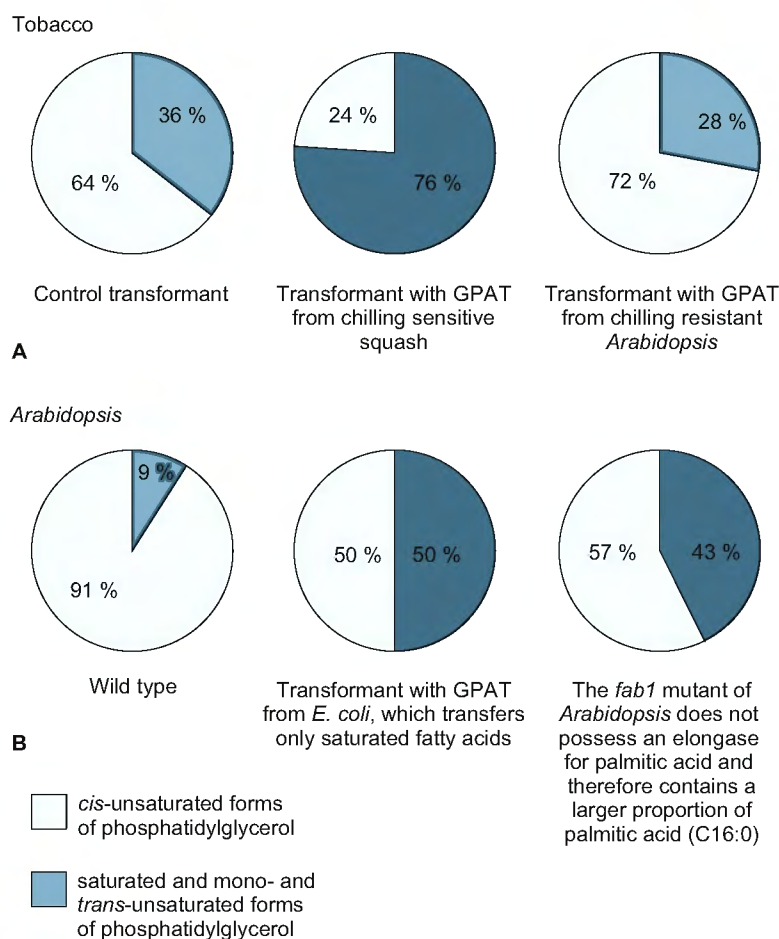 Tobacco
36 %
64 %
24 %
76 %
28 %
72 %
Control transformant
Transformant with GPAT
from chilling sensitive
squash
Transformant with GPAT
from chilling resistant
Arabidopsis
A
Arabidopsis
9 %
91 %
50 %
50 %
57 %
43 %
Wild type
Transformant with GPAT
from E. coli, which transfers
only saturated fatty acids
The fab1 mutant of
Arabidopsis does not
possess an elongase
for palmitic acid and
therefore contains a
larger proportion of
palmitic acid (C16:0)
B
cis-unsaturated forms
of phosphatidylglycerol
saturated and mono- and
trans-unsaturated forms
of phosphatidylglycerol